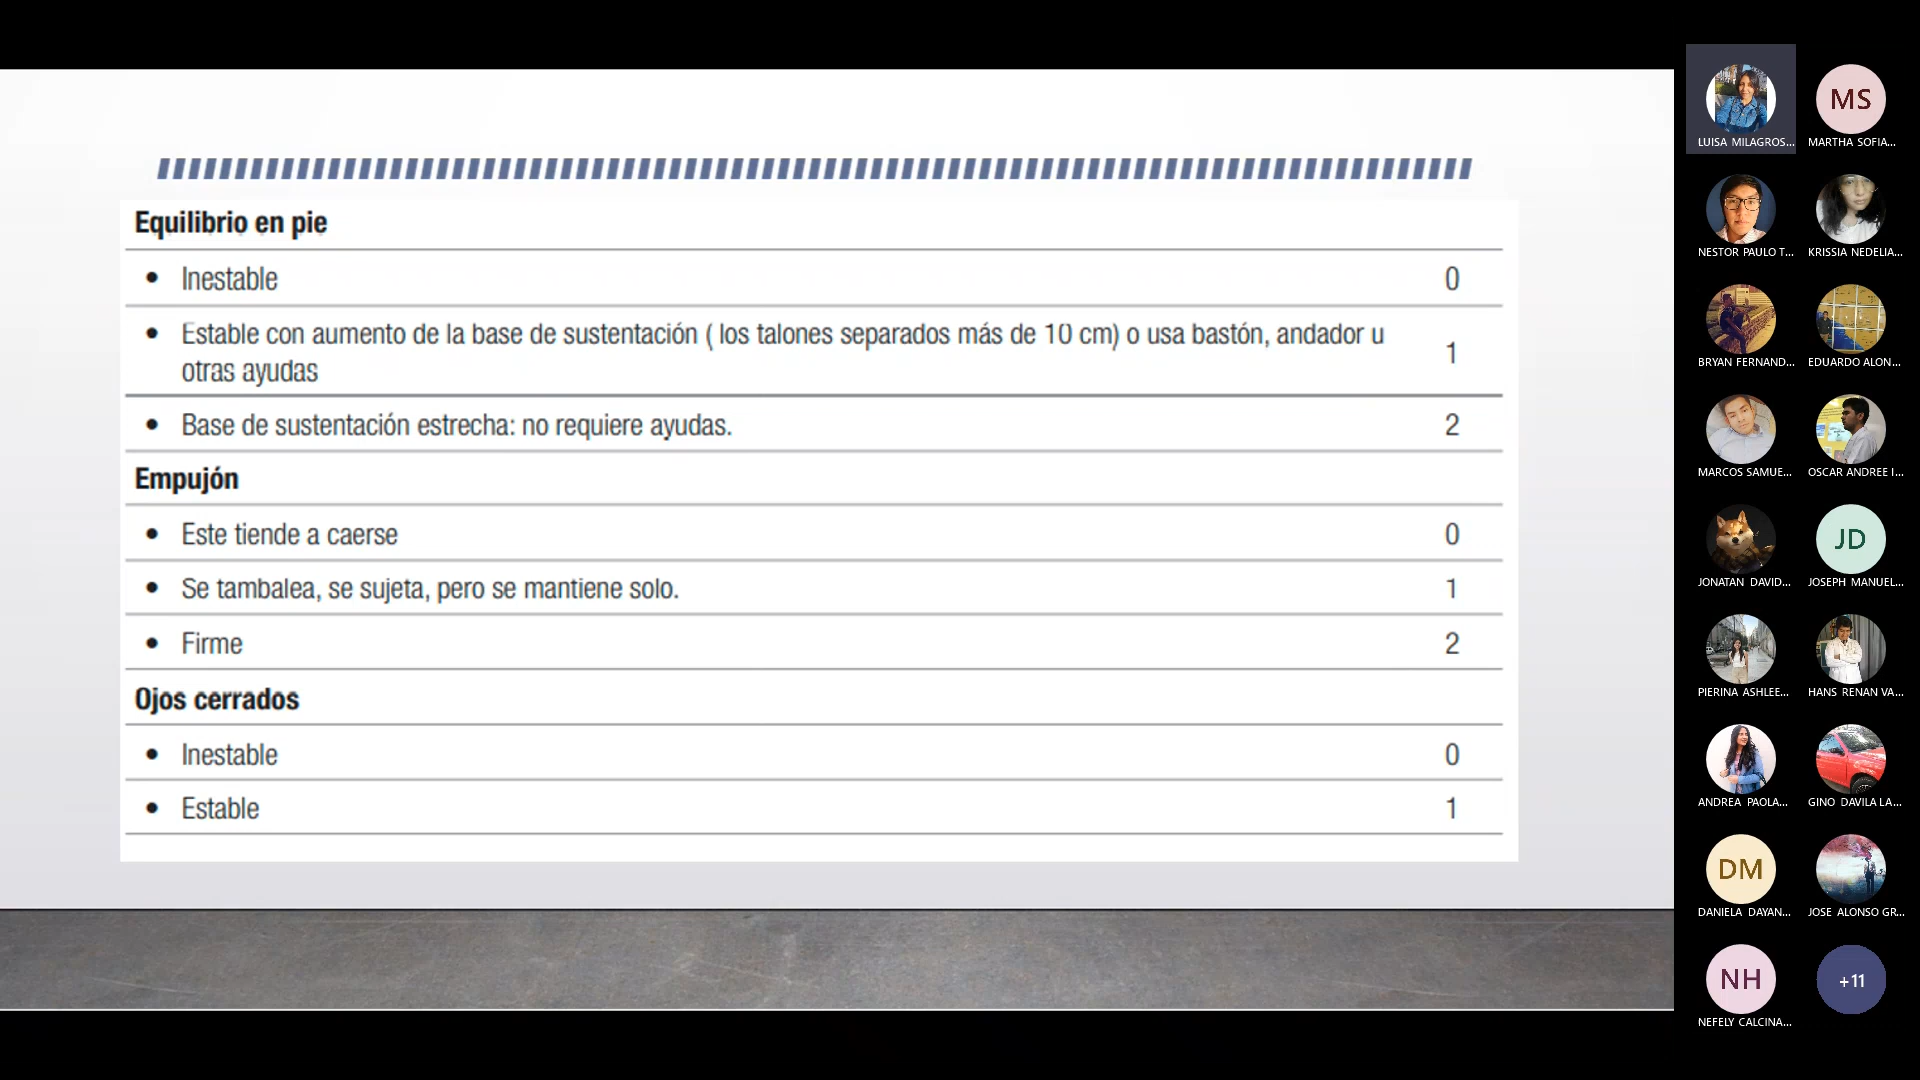 Equilibrio en pie
• Inestable 0
• Estable con aumento de la base de sustentación ( los talones separados más de 10 cm) o usa bastón, andador u
otras ayudas 1
• Base de sustentación estrecha: no requiere ayudas. 2
Empujón
• Este tiende a caerse 0
• Se tambalea, se sujeta, pero se mantiene solo. 1
• Firme 2
Ojos cerrados
• Inestable 0
• Estable 1
MS
LUISA MILAGROS... MARTHA SOFIA...
NESTOR PAULO T... KRISSIA NEDELIA...
BRYAN FERNAND... EDUARDO ALON...
MARCOS SAMUE... OSCAR ANDREE I...
JD
JONATAN DAVID... JOSEPH MANUEL...
PIERINA ASHLEE... HANS RENAN VA...
ANDREA PAOLA... GINO DAVILA LA...
DM
DANIELA DAYAN... JOSE ALONSO GR...
NH +11
NEFELY CALCINA...